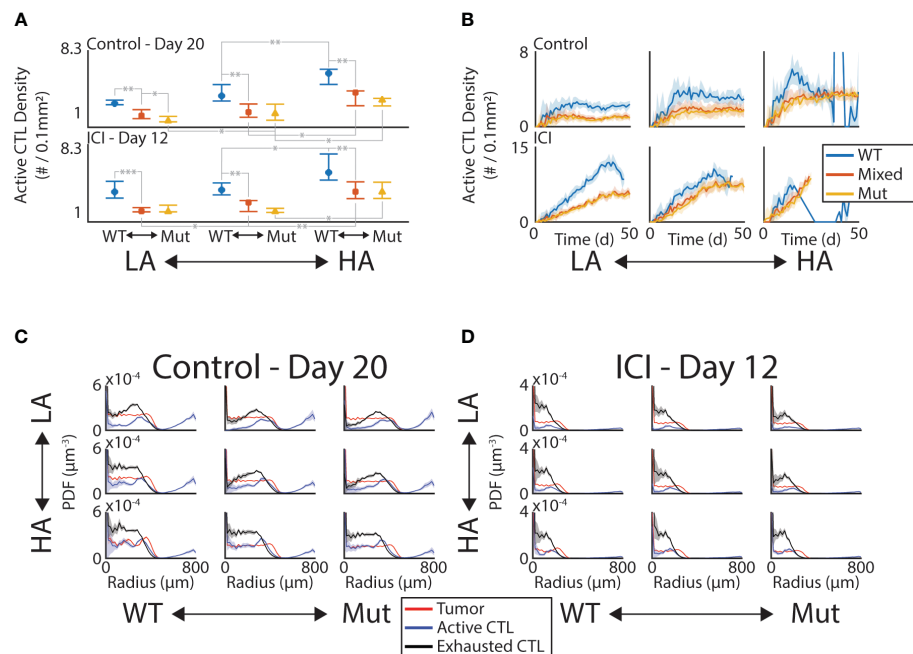 A
8.3
Control - Day 20
**
*
*
**
**
**
1
*
*
ICI - Day 12
8.3
***
*
**
*
**
1
*
*
Active CTL Density
(# / 0.1mm²)
WT Mut WT Mut WT Mut
LA HA
B
8
Control
0
15
ICI
0
Active CTL Density
(# / 0.1mm²)
WT
Mixed
Mut
0 Time (d) 50 0 Time (d) 50 0 Time (d) 50
LA HA
C
Control - Day 20
x10⁻⁴
6
0
x10⁻⁴
6
0
x10⁻⁴
6
0
LA
HA
PDF (μm⁻³)
0 Radius (μm) 800 0 Radius (μm) 800 0 Radius (μm) 800
WT Mut
Tumor
Active CTL
Exhausted CTL
D
ICI - Day 12
x10⁻⁴
4
0
x10⁻⁴
4
0
x10⁻⁴
4
0
LA
HA
PDF (μm⁻³)
0 Radius (μm) 800 0 Radius (μm) 800 0 Radius (μm) 800
WT Mut